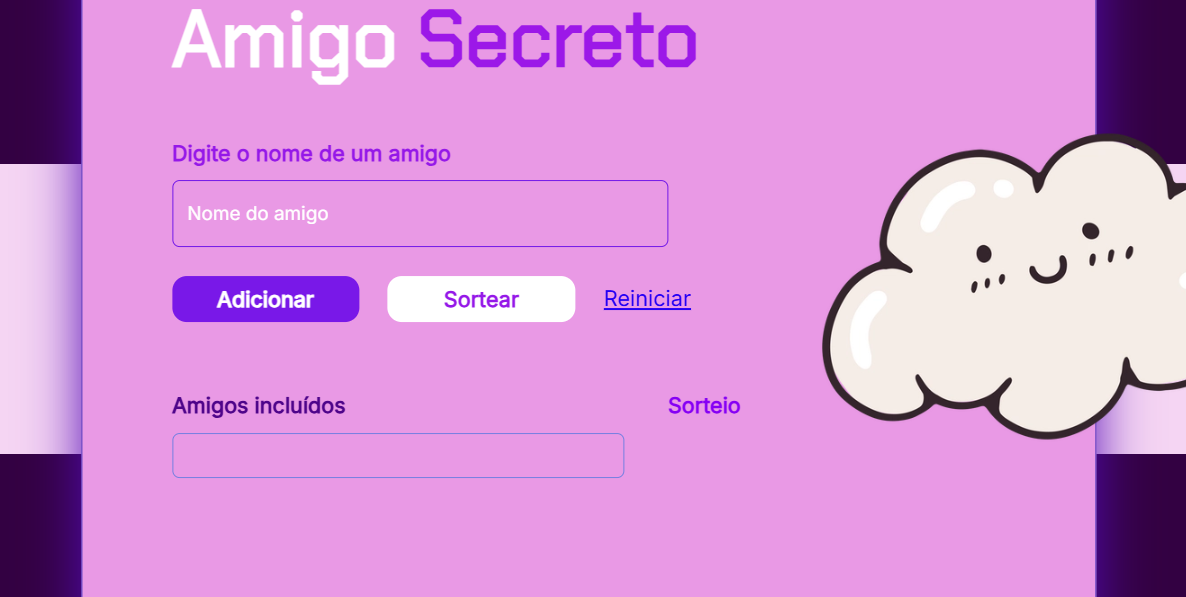 Amigo Secreto
Digite o nome de um amigo
Nome do amigo
Adicionar Sortear Reiniciar
Amigos incluídos Sorteio